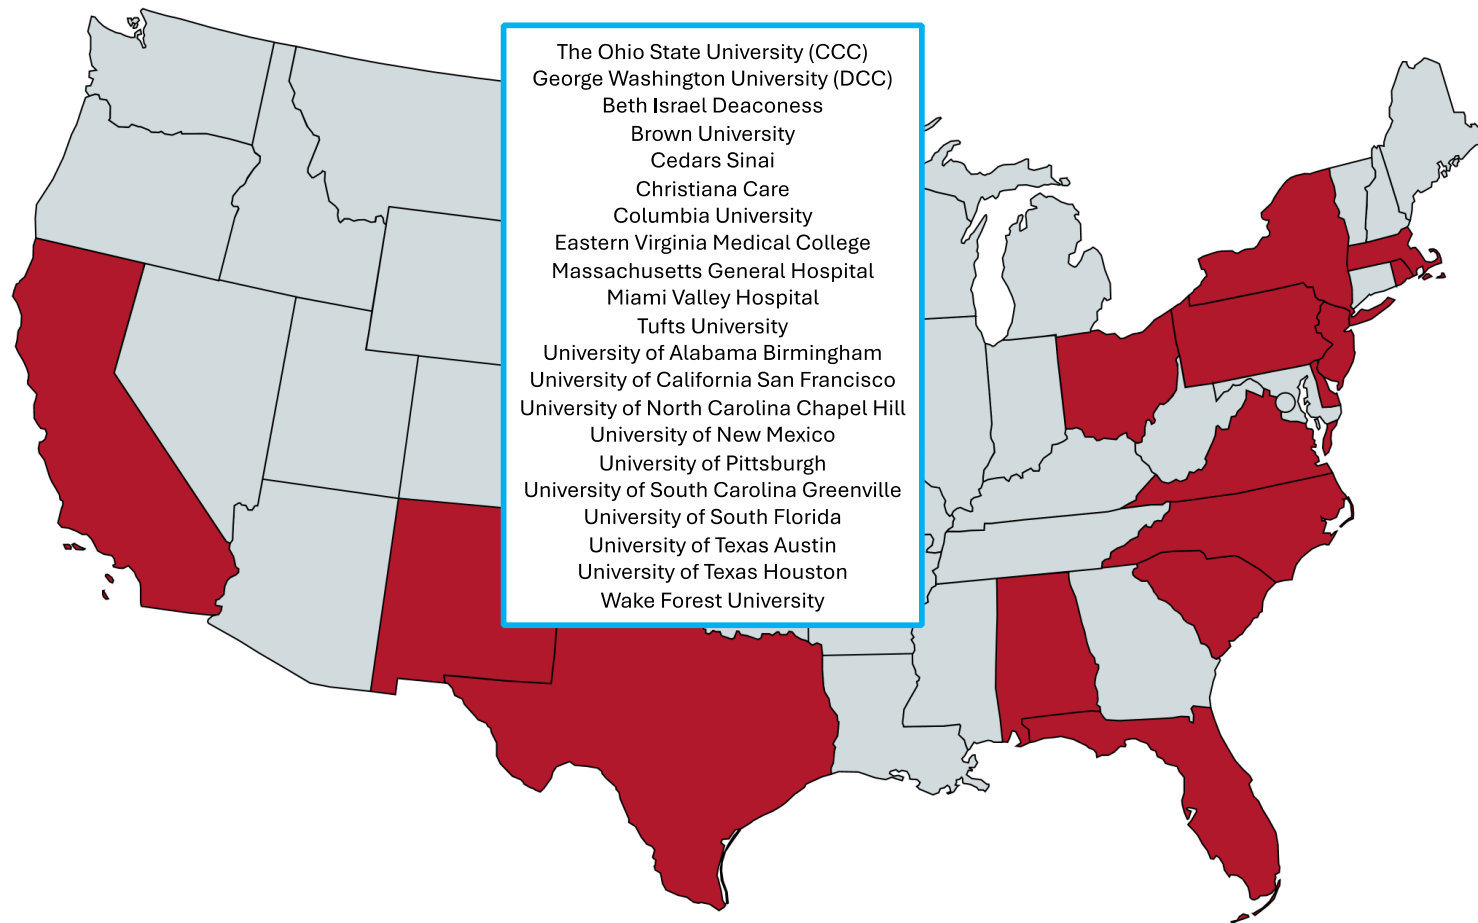 The Ohio State University (CCC)
George Washington University (DCC)
Beth Israel Deaconess
Brown University
Cedars Sinai
Christiana Care
Columbia University
Eastern Virginia Medical College
Massachusetts General Hospital
Miami Valley Hospital
Tufts University
University of Alabama Birmingham
University of California San Francisco
University of North Carolina Chapel Hill
University of New Mexico
University of Pittsburgh
University of South Carolina Greenville
University of South Florida
University of Texas Austin
University of Texas Houston
Wake Forest University